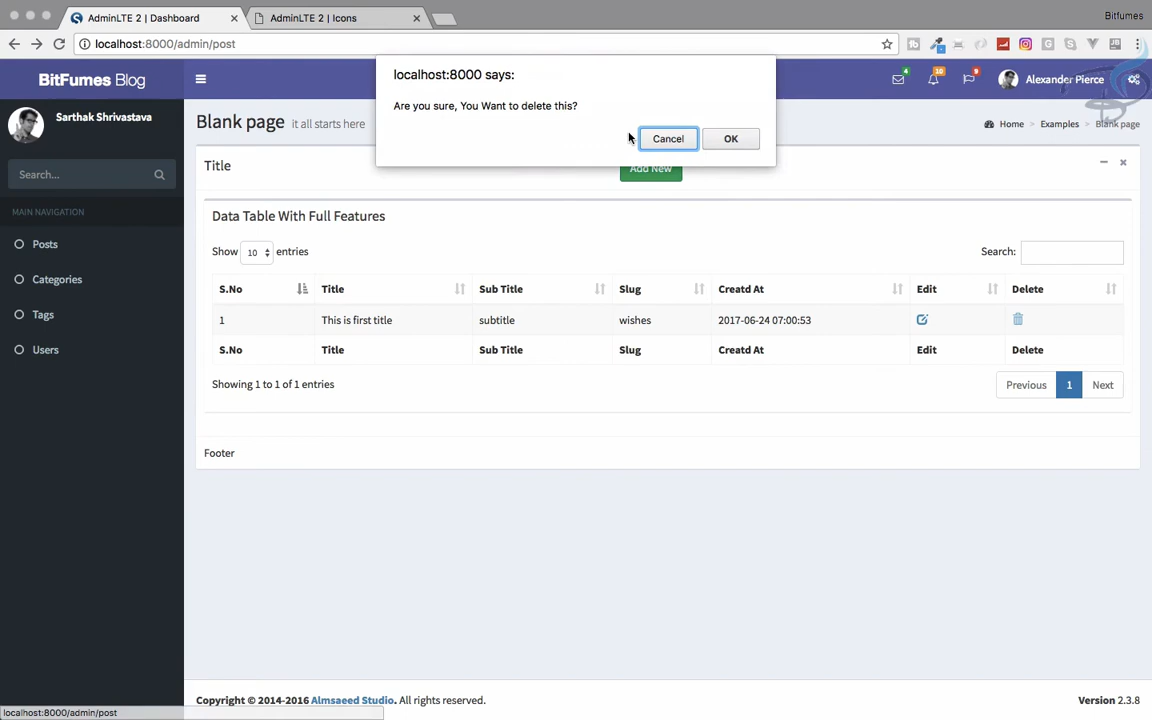 AdminLTE 2 | Dashboard
AdminLTE 2 | Icons
Bitfumes
localhost:8000/admin/post
BitFumes Blog
4
10
9
Alexander Pierce
localhost:8000 says:
Are you sure, You Want to delete this?
Cancel
OK
Sarthak Shrivastava
Search...
MAIN NAVIGATION
Posts
Categories
Tags
Users
Blank page it all starts here
Home
Examples
Blank page
Title
Add New
Data Table With Full Features
Show 10 entries
Search:
S.No Title Sub Title Slug Creatd At Edit Delete
1 This is first title subtitle wishes 2017-06-24 07:00:53
S.No Title Sub Title Slug Creatd At Edit Delete
Showing 1 to 1 of 1 entries
Previous 1 Next
Footer
Copyright © 2014-2016 Almsaeed Studio. All rights reserved.
Version 2.3.8
localhost:8000/admin/post